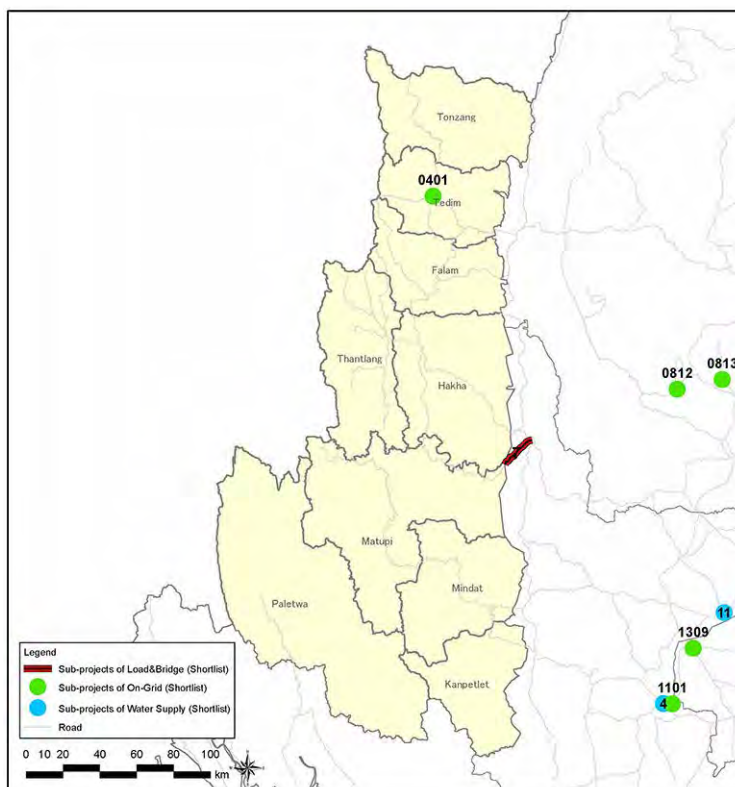 Tonzang
0401
Tedim
Falam
Thantlang
Hakha
0812
0813
Matupi
Mindat
Paletwa
Kanpetlet
11
1309
1101
4
Legend
Sub-projects of Load&Bridge (Shortlist)
Sub-projects of On-Grid (Shortlist)
Sub-projects of Water Supply (Shortlist)
Road
0 10 20 40 60 80 100
km